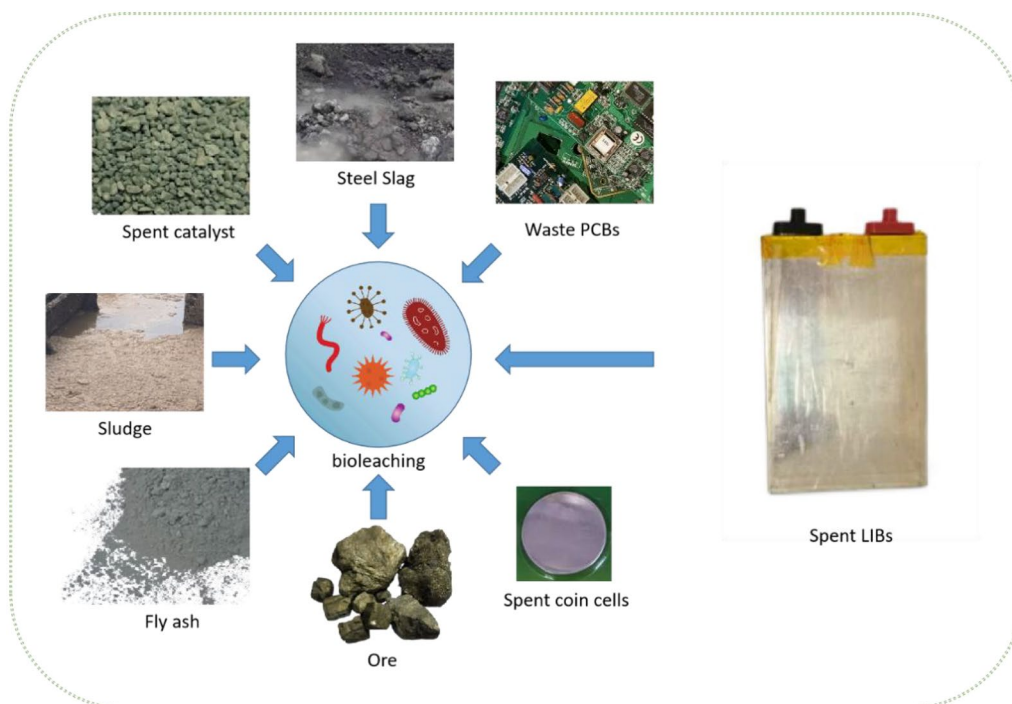 Steel Slag
Spent catalyst
Waste PCBs
Sludge
bioleaching
Spent LIBs
Fly ash
Spent coin cells
Ore